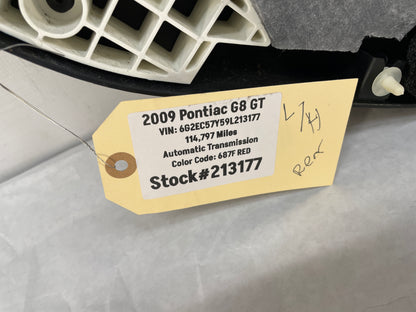 2009 Pontiac G8 GT
VIN: 6G2EC57Y59L213177
114,797 Miles
Automatic Transmission
Color Code: 687F RED
Stock#213177
Rear